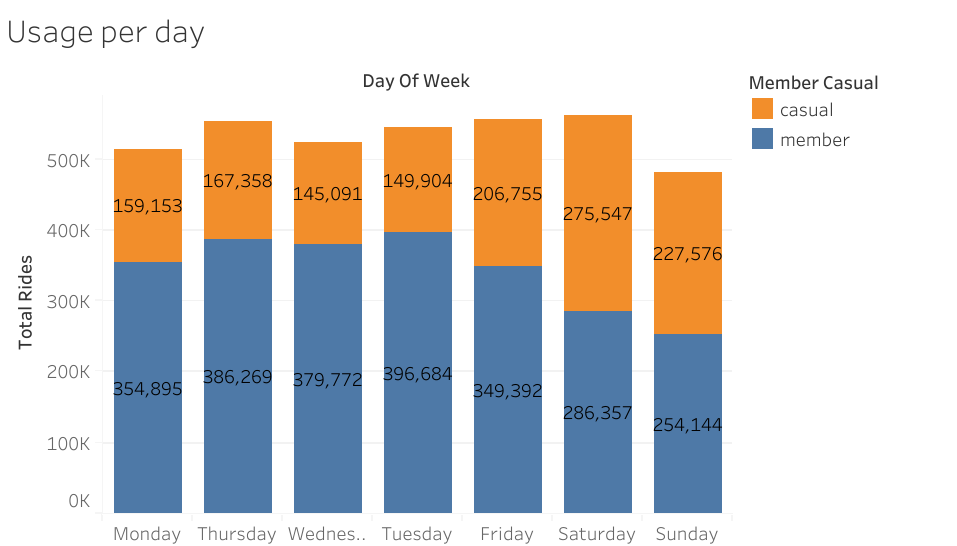 Usage per day
Day Of Week
Member Casual
casual
member
Total Rides
500K
400K
300K
200K
100K
0K
159,153
167,358
145,091
149,904
206,755
275,547
227,576
354,895
386,269
379,772
396,684
349,392
286,357
254,144
Monday
Thursday
Wednes..
Tuesday
Friday
Saturday
Sunday